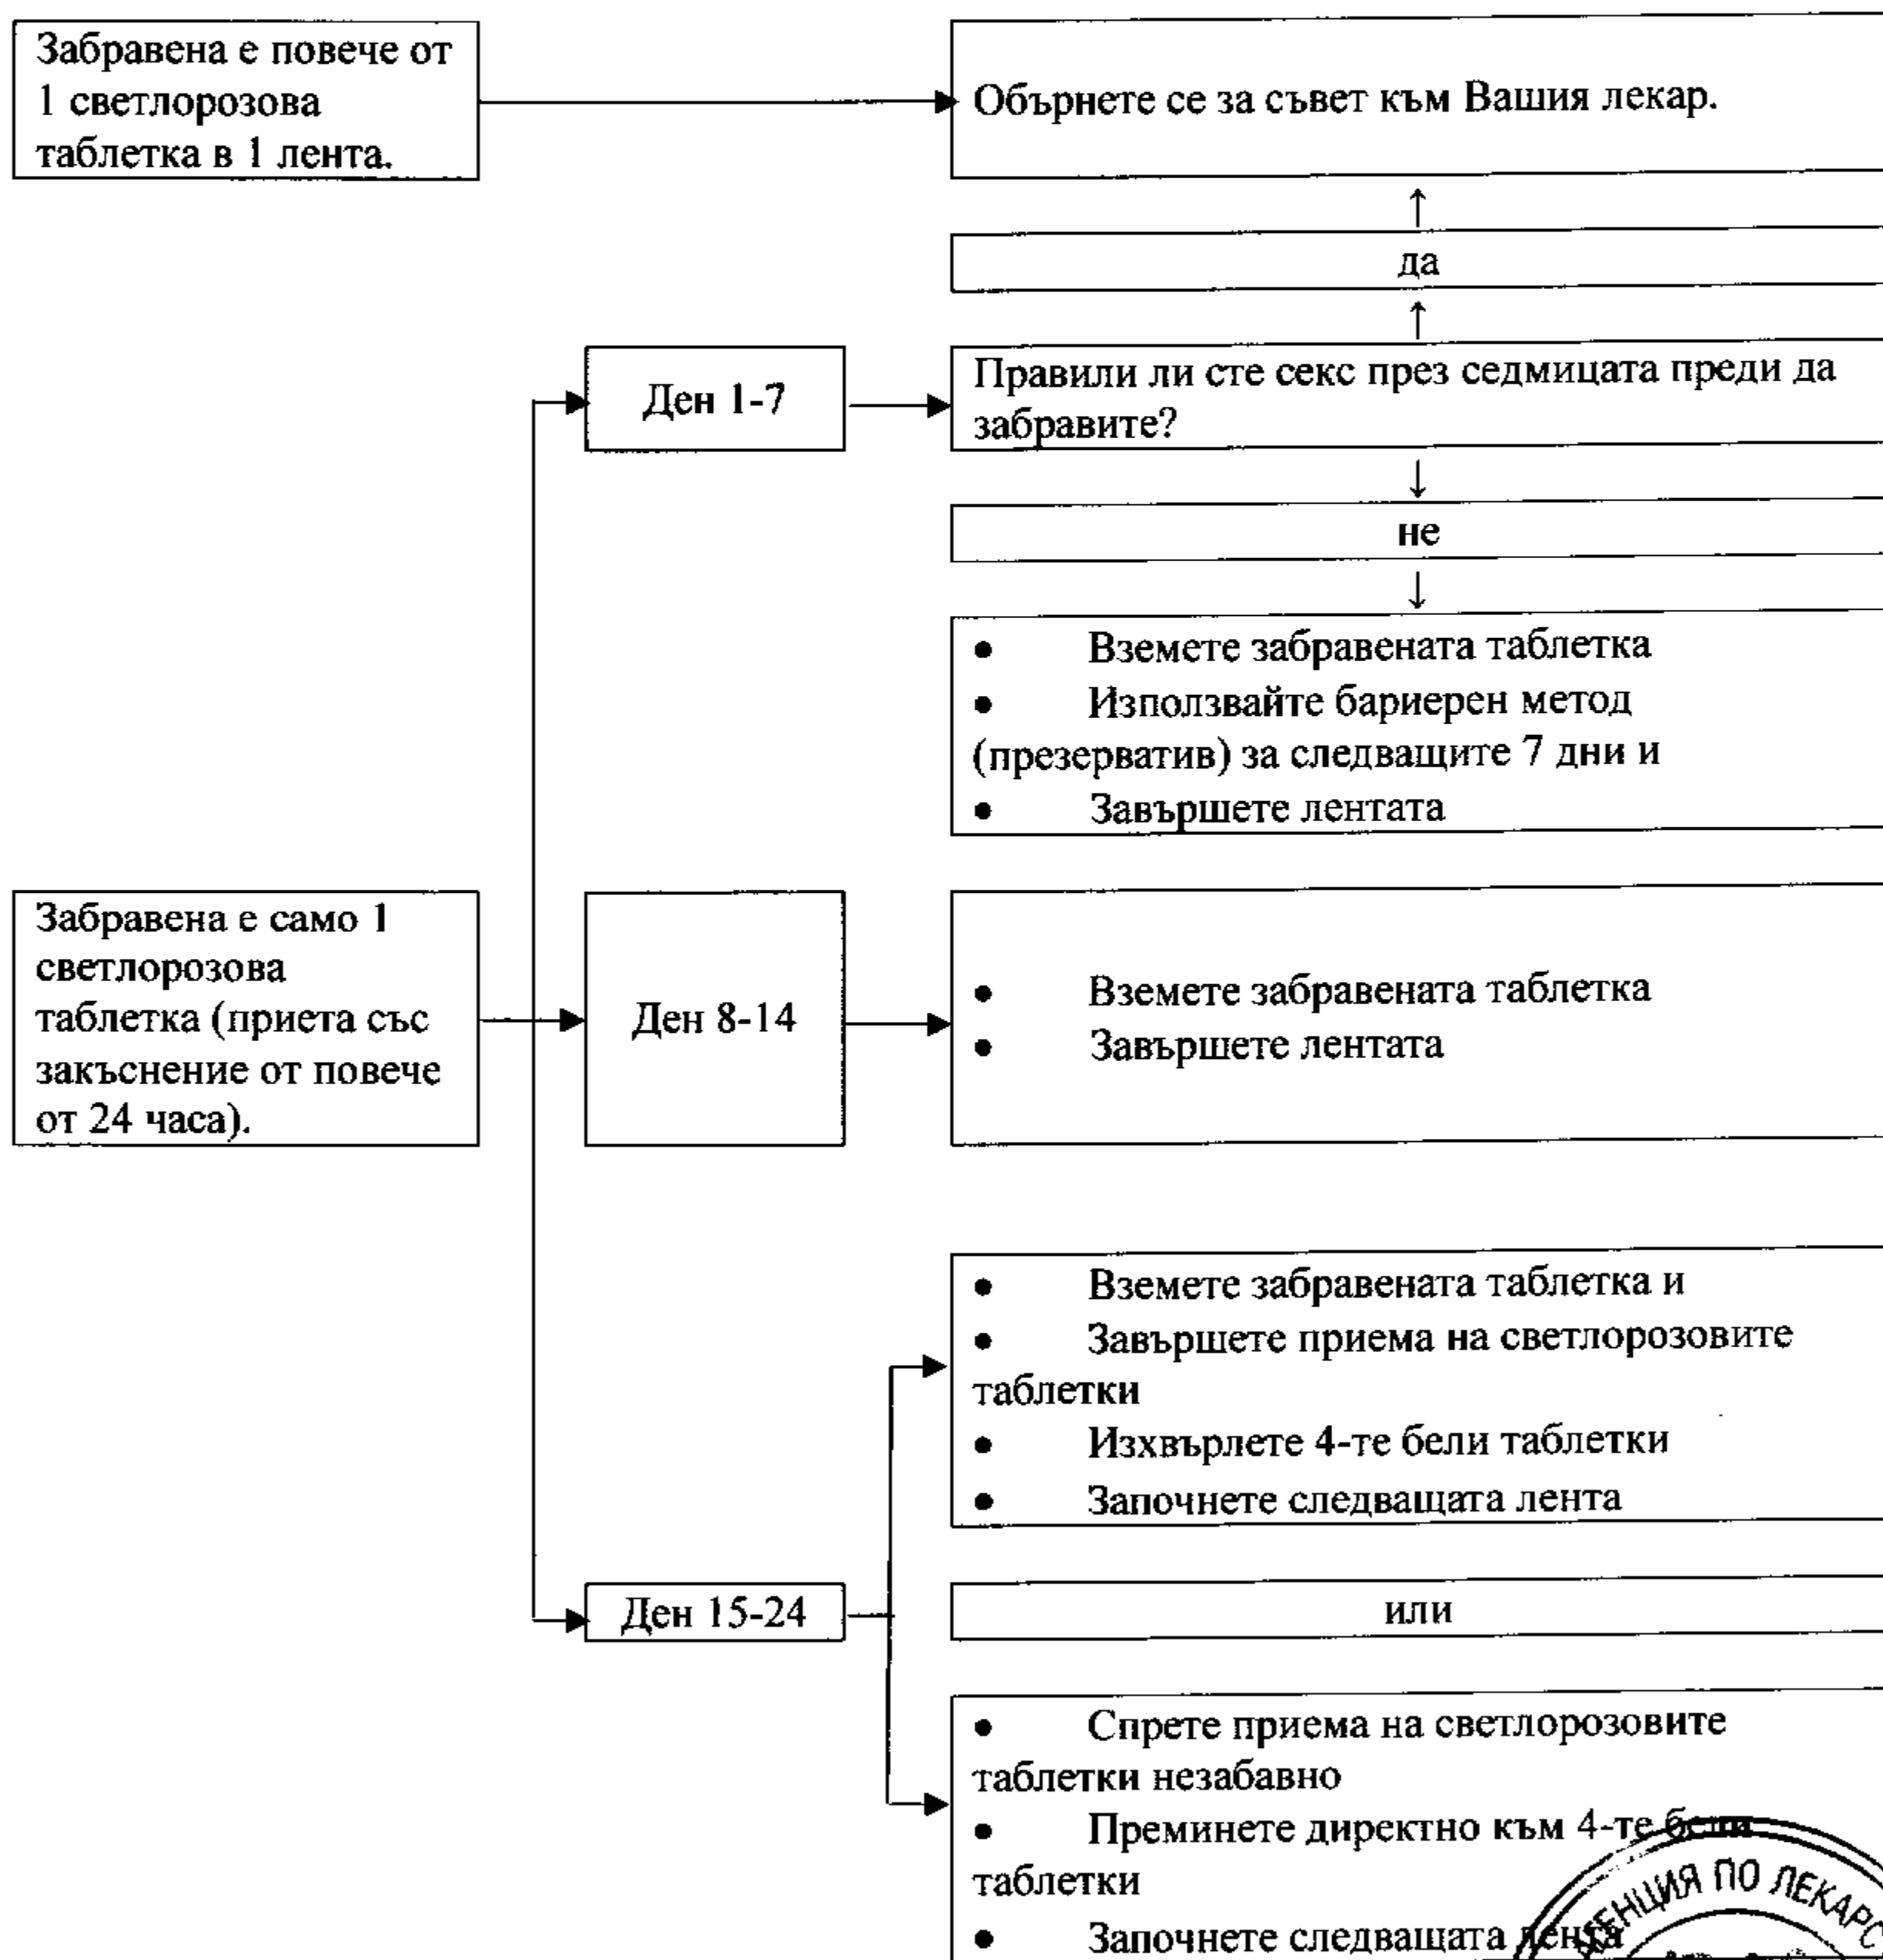 Забравена е повече от
1 светлорозова
таблетка в 1 лента.
Обърнете се за съвет към Вашия лекар.
↑
да
↑
Ден 1-7
Правили ли сте секс през седмицата преди да
забравите?
↓
не
↓
• Вземете забравената таблетка
• Използвайте бариерен метод
(презерватив) за следващите 7 дни и
• Завършете лентата
Забравена е само 1
светлорозова
таблетка (приета със
закъснение от повече
от 24 часа).
Ден 8-14
• Вземете забравената таблетка
• Завършете лентата
• Вземете забравената таблетка и
• Завършете приема на светлорозовите
таблетки
• Изхвърлете 4-те бели таблетки
• Започнете следващата лента
Ден 15-24
или
• Спрете приема на светлорозовите
таблетки незабавно
• Преминете директно към 4-те бели
таблетки
• Започнете следващата лента
ПО